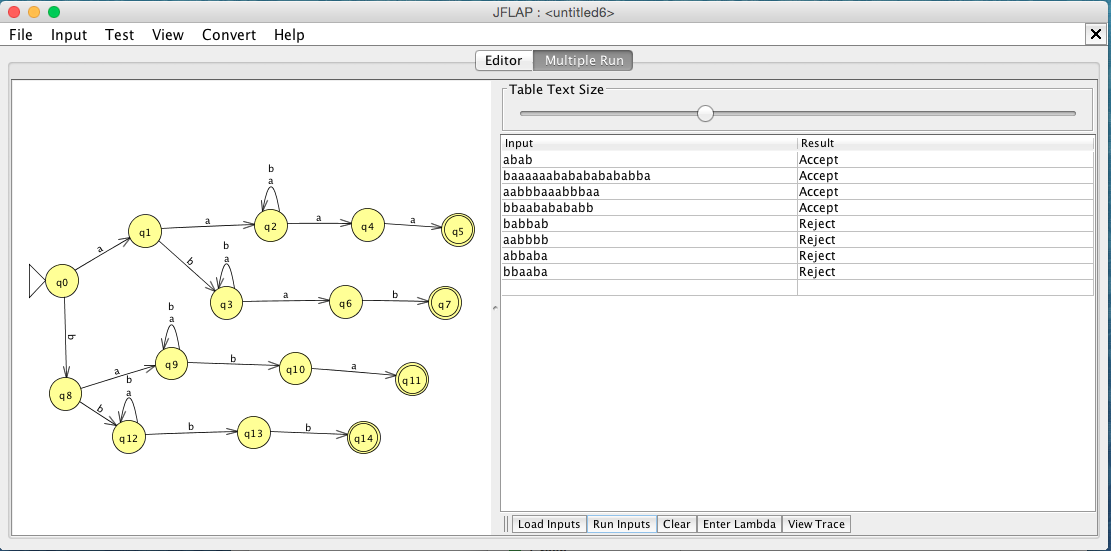 JFLAP : <untitled6>
File Input Test View Convert Help
Editor Multiple Run
Table Text Size
Input Result
abab Accept
baaaaaabababababababba Accept
aabbbaaabbbaa Accept
bbaabababab​b Accept
babbab Reject
aabbbb Reject
abbaba Reject
bbaaba Reject
b
a
q1 a q2 a q4 a q5
a
b
q0
b
a
q3 a q6 b q7
b
b
a
q9 b q10 a q11
a
q8
b
b
a
q12 b q13 b q14
Load Inputs Run Inputs Clear Enter Lambda View Trace